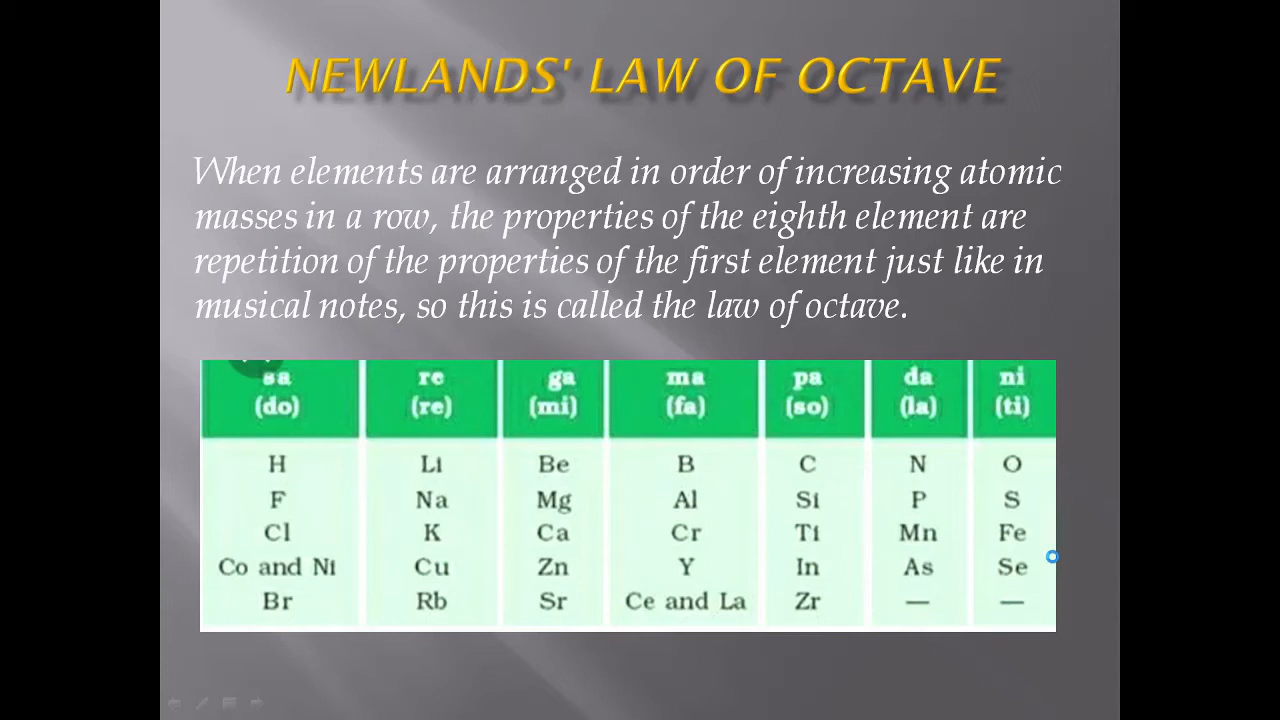 NEWLANDS' LAW OF OCTAVE
When elements are arranged in order of increasing atomic
masses in a row, the properties of the eighth element are
repetition of the properties of the first element just like in
musical notes, so this is called the law of octave.
sa re ga ma pa da ni
(do) (re) (mi) (fa) (so) (la) (ti)
H Li Be B C N O
F Na Mg Al Si P S
Cl K Ca Cr Ti Mn Fe
Co and Ni Cu Zn Y In As Se
Br Rb Sr Ce and La Zr — —